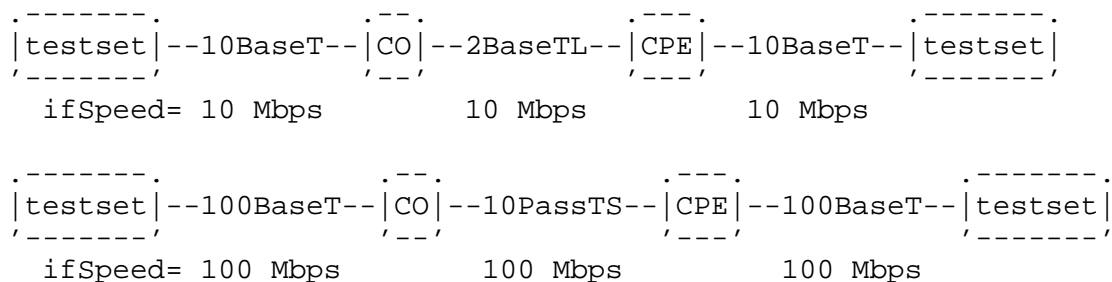 .-------.           .--.             .---.            .-------.
|testset|--10BaseT--|CO|--2BaseTL--|CPE|--10BaseT--|testset|
'-------'           '--'             '---'            '-------'
ifSpeed= 10 Mbps 10 Mbps 10 Mbps
.-------.            .--.              .---.             .-------.
|testset|--100BaseT--|CO|--10PassTS--|CPE|--100BaseT--|testset|
'-------'            '--'              '---'             '-------'
ifSpeed= 100 Mbps 100 Mbps 100 Mbps